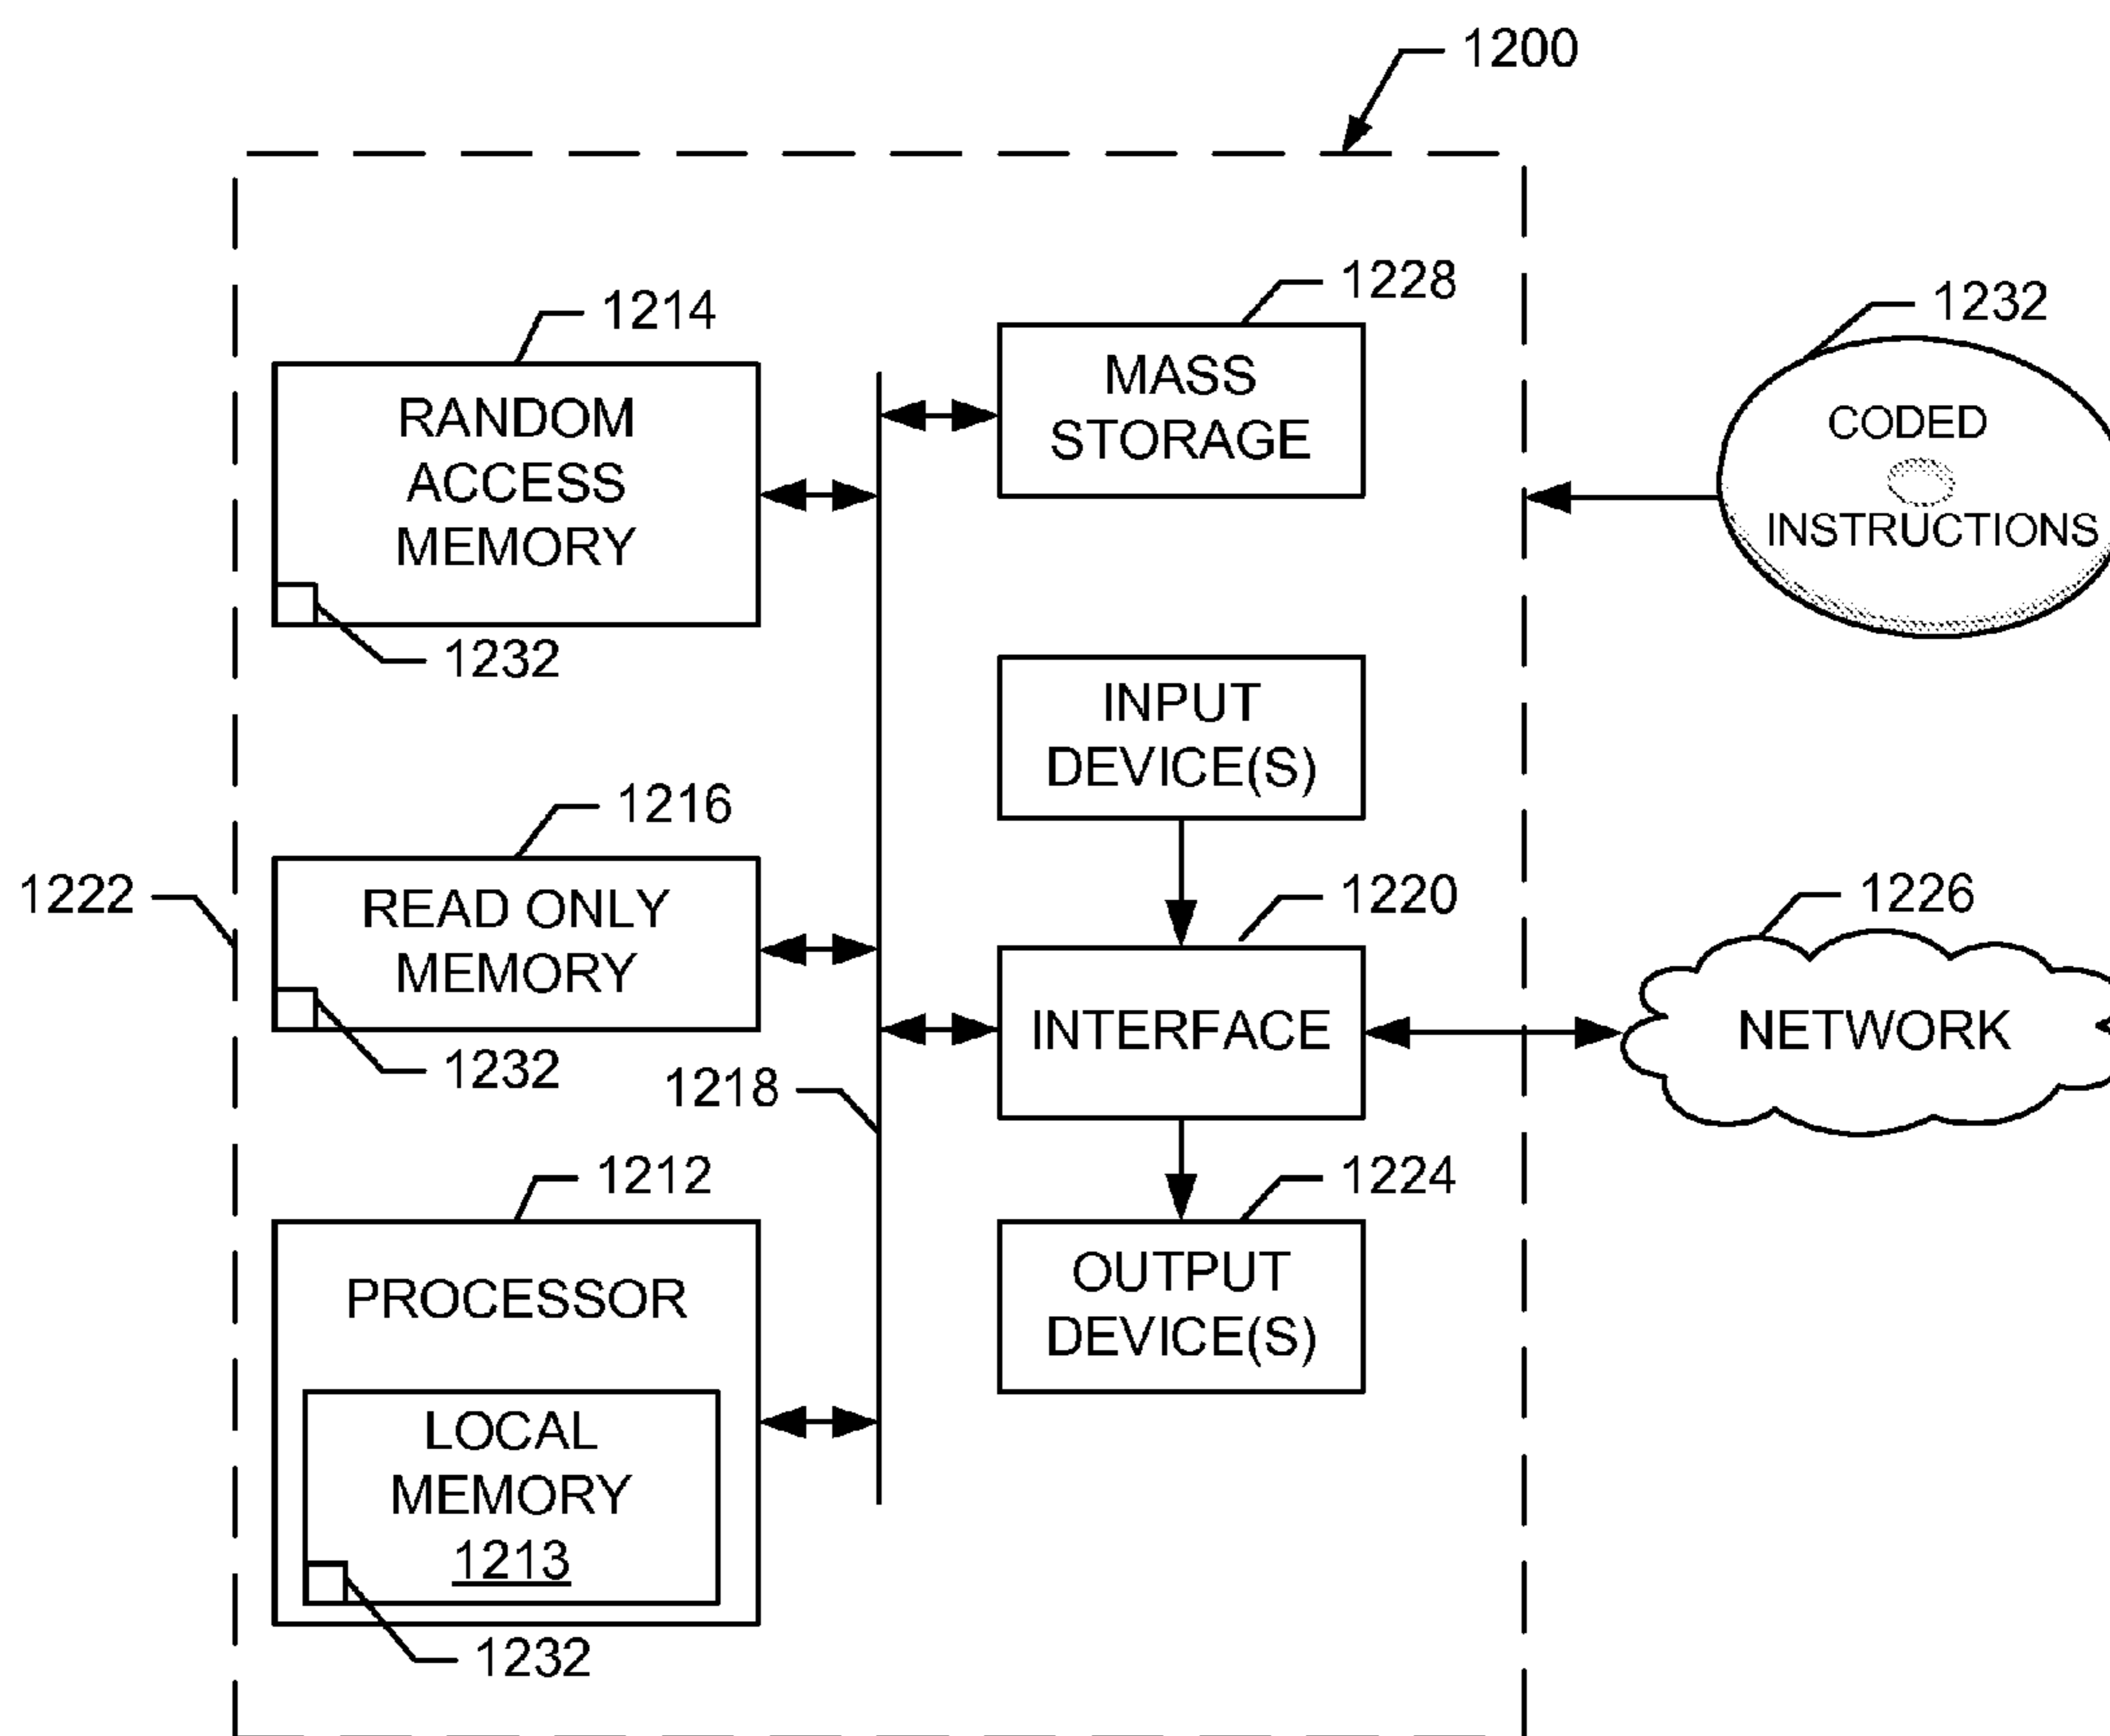 1200
1228
1232
1214
MASS
STORAGE
RANDOM
ACCESS
MEMORY
CODED
INSTRUCTIONS
1232
INPUT
DEVICE(S)
1216
1222
READ ONLY
MEMORY
1220
1226
INTERFACE
NETWORK
1232
1218
1212
1224
PROCESSOR
OUTPUT
DEVICE(S)
LOCAL
MEMORY
1213
1232